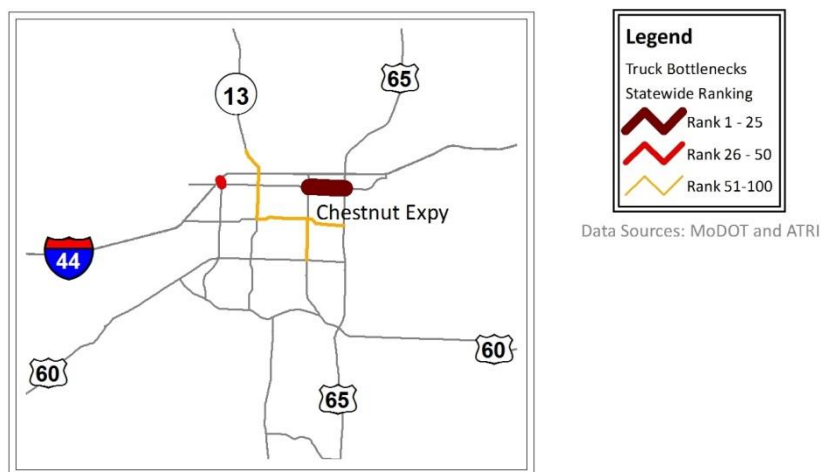 13
65
Chestnut Expy
44
60
60
65
Legend
Truck Bottlenecks
Statewide Ranking
Rank 1 - 25
Rank 26 - 50
Rank 51-100
Data Sources: MoDOT and ATRI